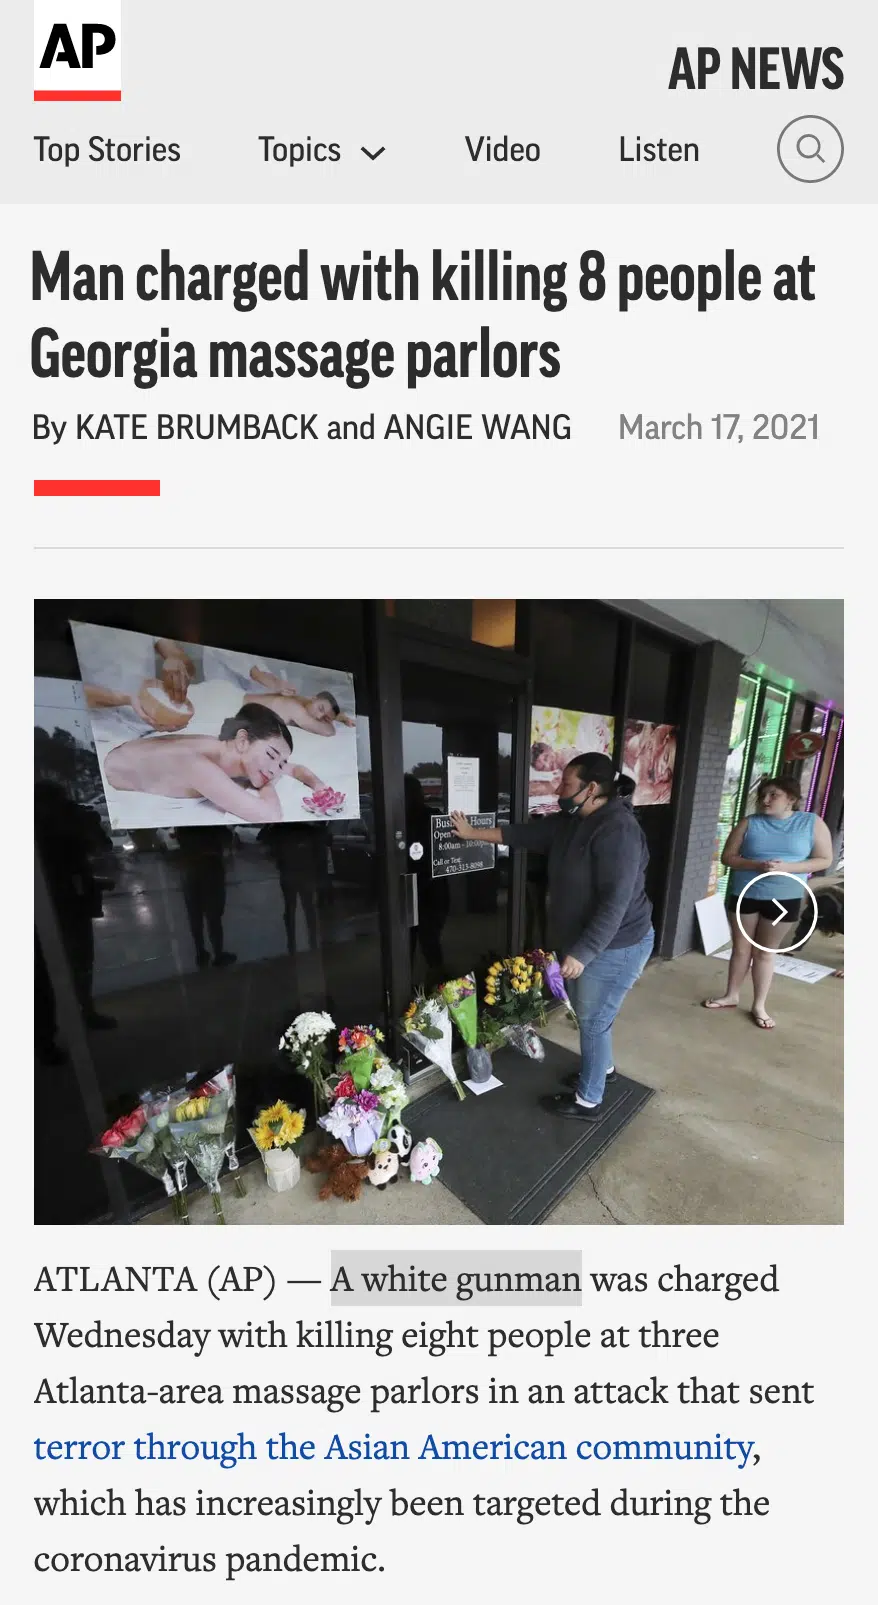 AP
AP NEWS
Top Stories Topics Video Listen
Man charged with killing 8 people at
Georgia massage parlors
By KATE BRUMBACK and ANGIE WANG March 17, 2021
Business Hours
Open
8:00am - 10:00pm
Call or Text:
470-313-8098
ATLANTA (AP) — A white gunman was charged
Wednesday with killing eight people at three
Atlanta-area massage parlors in an attack that sent
terror through the Asian American community,
which has increasingly been targeted during the
coronavirus pandemic.